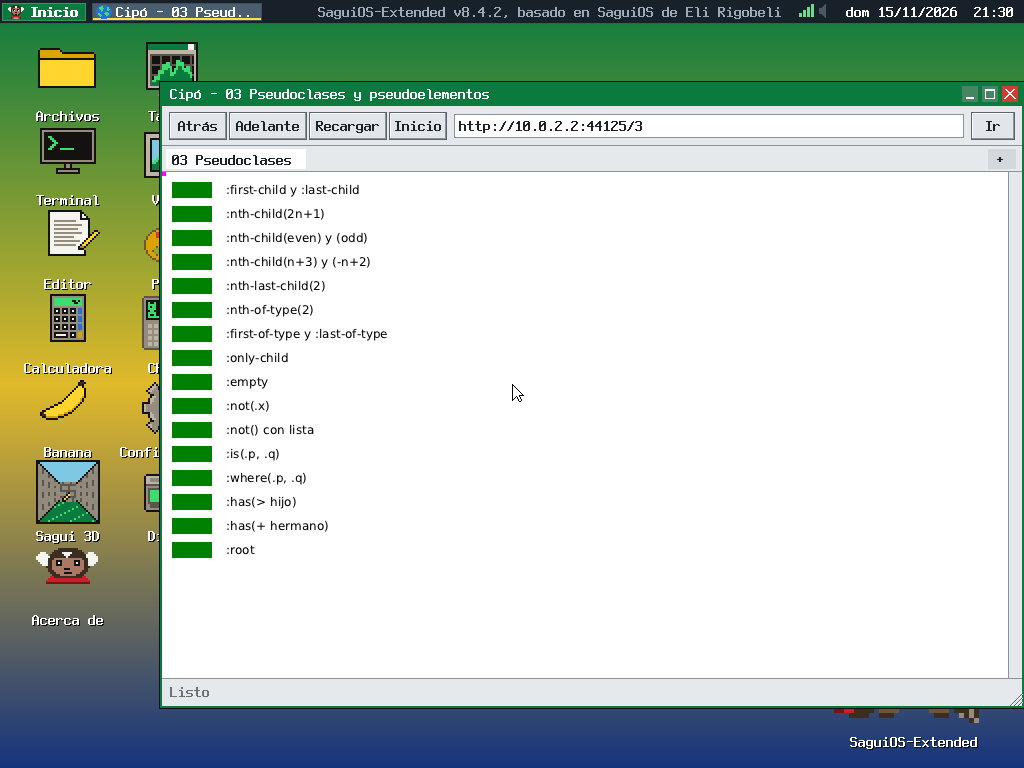 Inicio
Cipó - 03 Pseud..
SaguiOS-Extended v8.4.2, basado en SaguiOS de Eli Rigobeli
dom 15/11/2026 21:30
Archivos
Terminal
Editor
Calculadora
Banana
Sagui 3D
Acerca de
Cipó - 03 Pseudoclases y pseudoelementos
Atrás Adelante Recargar Inicio http://10.0.2.2:44125/3 Ir
03 Pseudoclases +
:first-child y :last-child
:nth-child(2n+1)
:nth-child(even) y (odd)
:nth-child(n+3) y (-n+2)
:nth-last-child(2)
:nth-of-type(2)
:first-of-type y :last-of-type
:only-child
:empty
:not(.x)
:not() con lista
:is(.p, .q)
:where(.p, .q)
:has(> hijo)
:has(+ hermano)
:root
Listo
SaguiOS-Extended